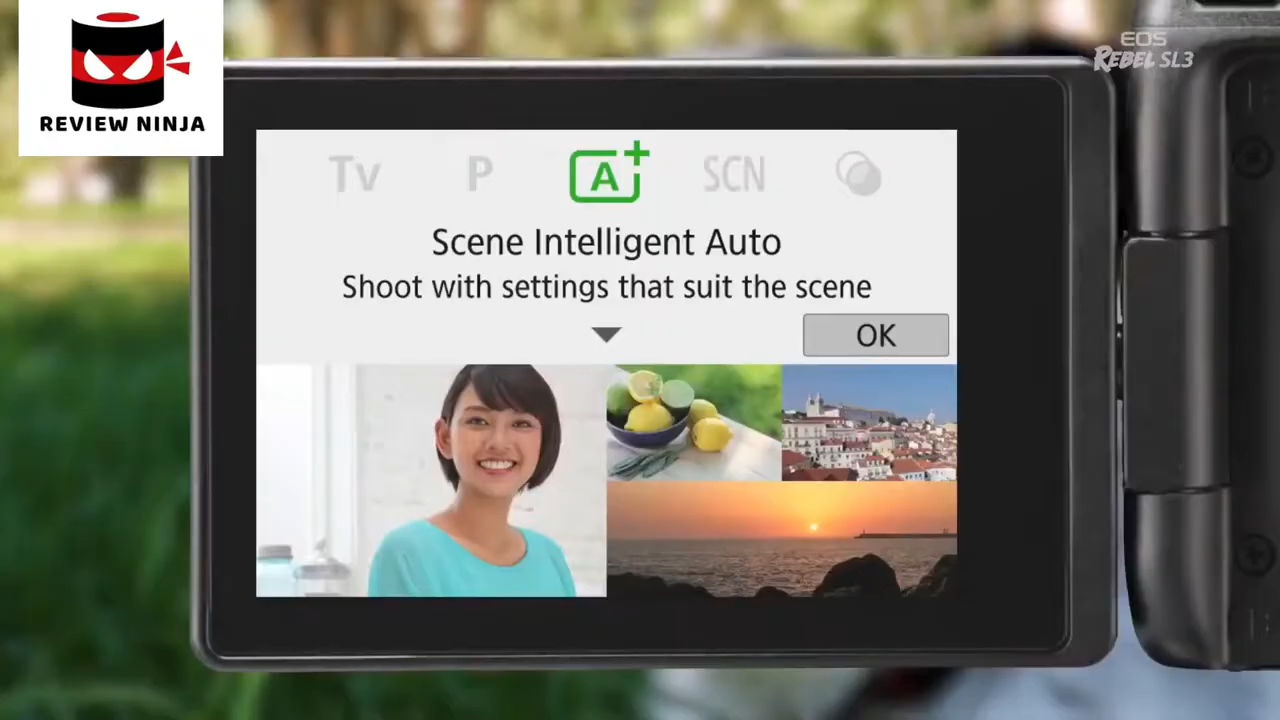 REVIEW NINJA
EOS
REBEL SL3
Tv P A+ SCN
Scene Intelligent Auto
Shoot with settings that suit the scene
OK